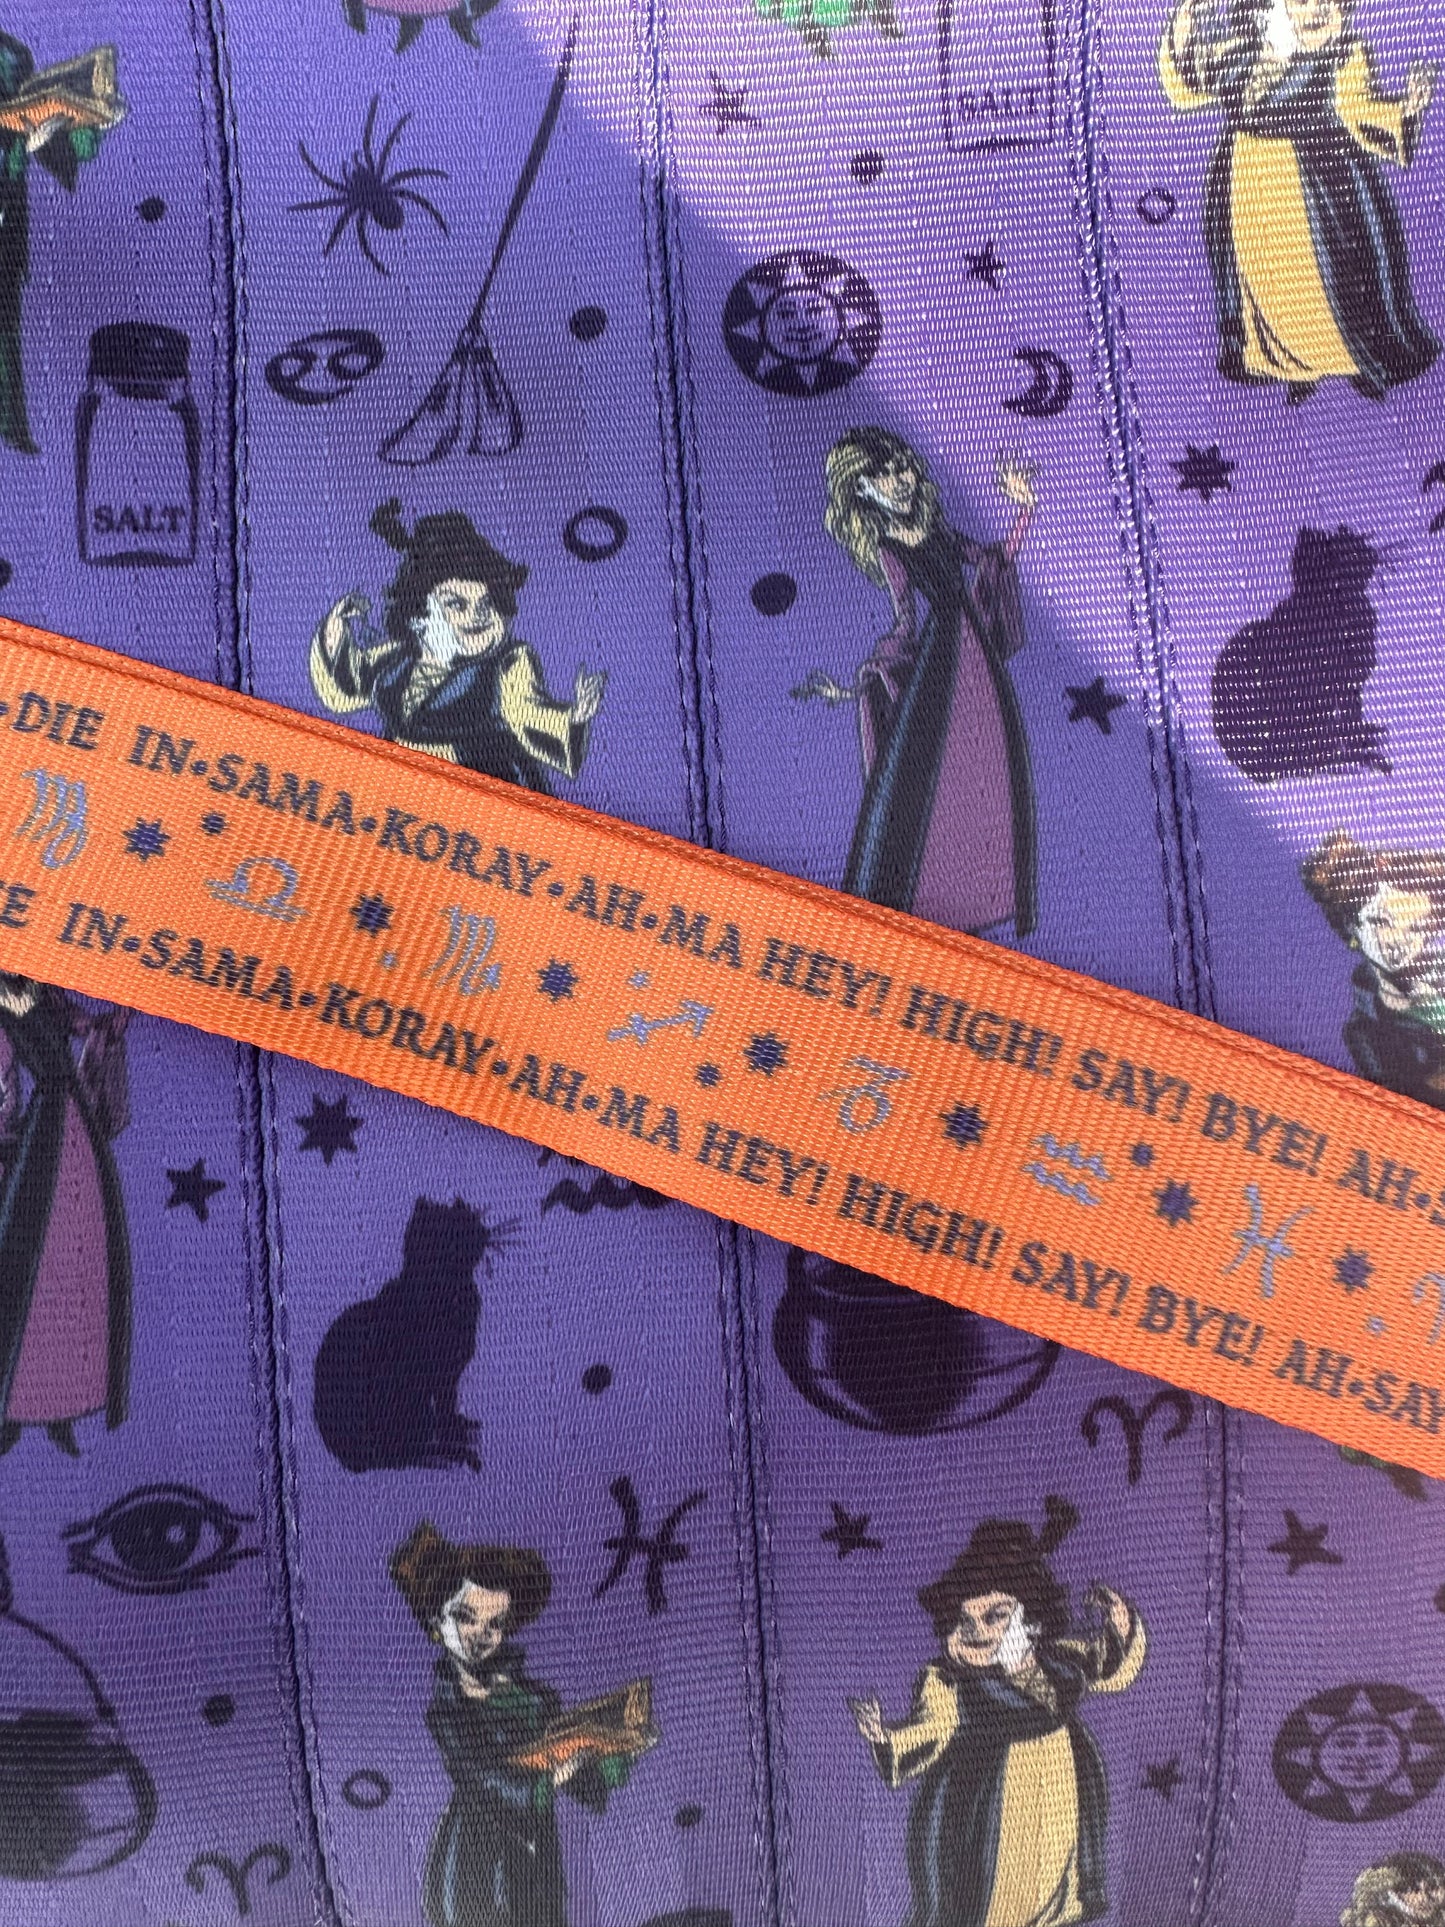 SALT
SALT
•DIE IN•SAMA•KORAY•AH•MA HEY! HIGH! SAY! BYE! AH•
IN•SAMA•KORAY•AH•MA HEY! HIGH! SAY! BYE! AH•SAY